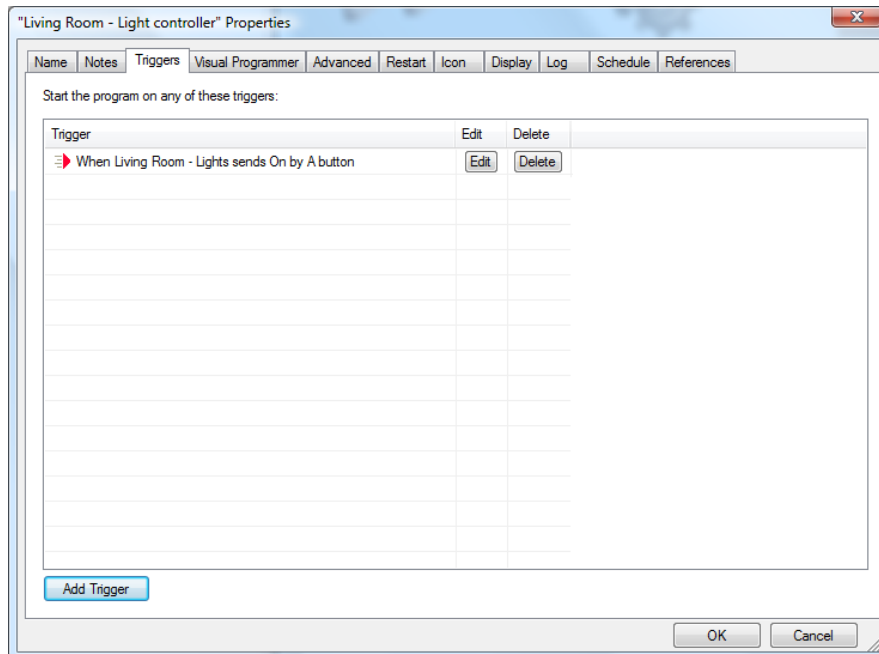 "Living Room - Light controller" Properties
Name Notes Triggers Visual Programmer Advanced Restart Icon Display Log Schedule References
Start the program on any of these triggers:
Trigger Edit Delete
When Living Room - Lights sends On by A button Edit Delete
Add Trigger
OK Cancel